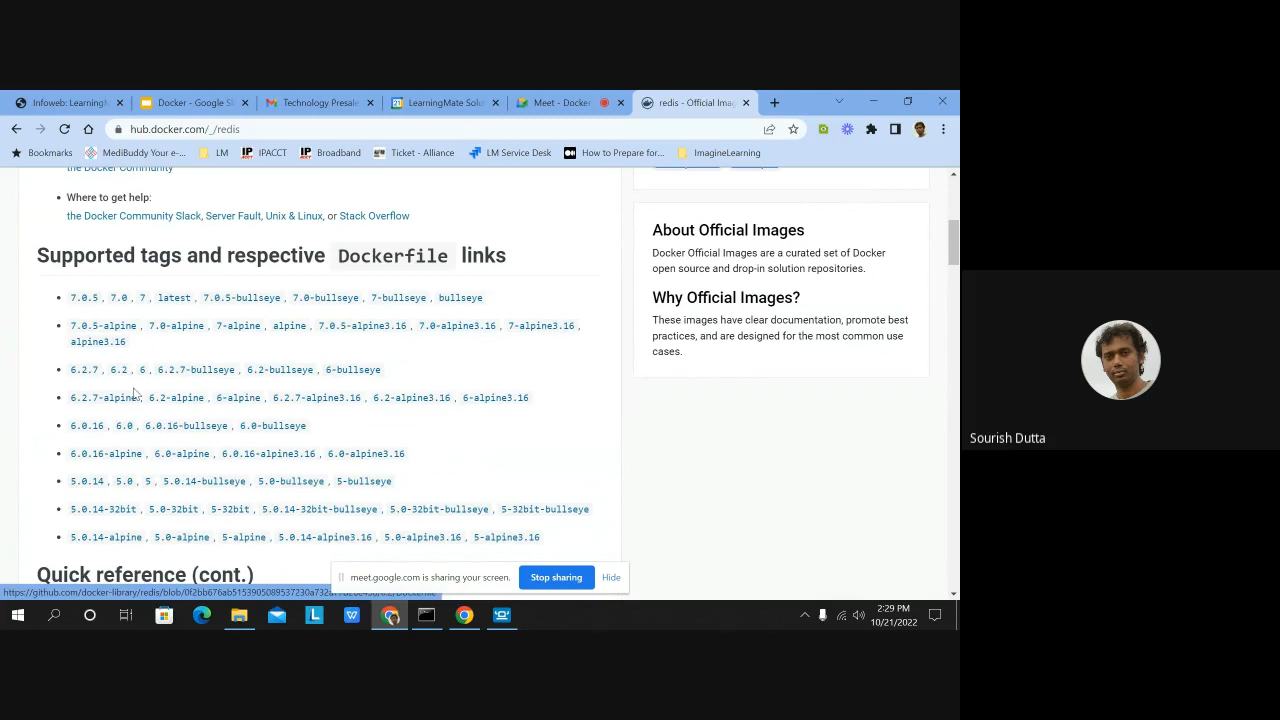 Infoweb: LearningM
Docker - Google Sl
Technology Presale
LearningMate Solu
Meet - Docker
redis - Official Imag
hub.docker.com/_/redis
Bookmarks
MediBuddy Your e-...
LM
IPACCT
Broadband
Ticket - Alliance
LM Service Desk
How to Prepare for...
ImagineLearning
the Docker Community
Where to get help:
the Docker Community Slack, Server Fault, Unix & Linux, or Stack Overflow
Supported tags and respective Dockerfile links
7.0.5 , 7.0 , 7 , latest , 7.0.5-bullseye , 7.0-bullseye , 7-bullseye , bullseye
7.0.5-alpine , 7.0-alpine , 7-alpine , alpine , 7.0.5-alpine3.16 , 7.0-alpine3.16 , 7-alpine3.16 ,
alpine3.16
6.2.7 , 6.2 , 6 , 6.2.7-bullseye , 6.2-bullseye , 6-bullseye
6.2.7-alpine , 6.2-alpine , 6-alpine , 6.2.7-alpine3.16 , 6.2-alpine3.16 , 6-alpine3.16
6.0.16 , 6.0 , 6.0.16-bullseye , 6.0-bullseye
6.0.16-alpine , 6.0-alpine , 6.0.16-alpine3.16 , 6.0-alpine3.16
5.0.14 , 5.0 , 5 , 5.0.14-bullseye , 5.0-bullseye , 5-bullseye
5.0.14-32bit , 5.0-32bit , 5-32bit , 5.0.14-32bit-bullseye , 5.0-32bit-bullseye , 5-32bit-bullseye
5.0.14-alpine , 5.0-alpine , 5-alpine , 5.0.14-alpine3.16 , 5.0-alpine3.16 , 5-alpine3.16
Quick reference (cont.)
About Official Images
Docker Official Images are a curated set of Docker
open source and drop-in solution repositories.
Why Official Images?
These images have clear documentation, promote best
practices, and are designed for the most common use
cases.
meet.google.com is sharing your screen.
Stop sharing
Hide
2:29 PM
10/21/2022
Sourish Dutta